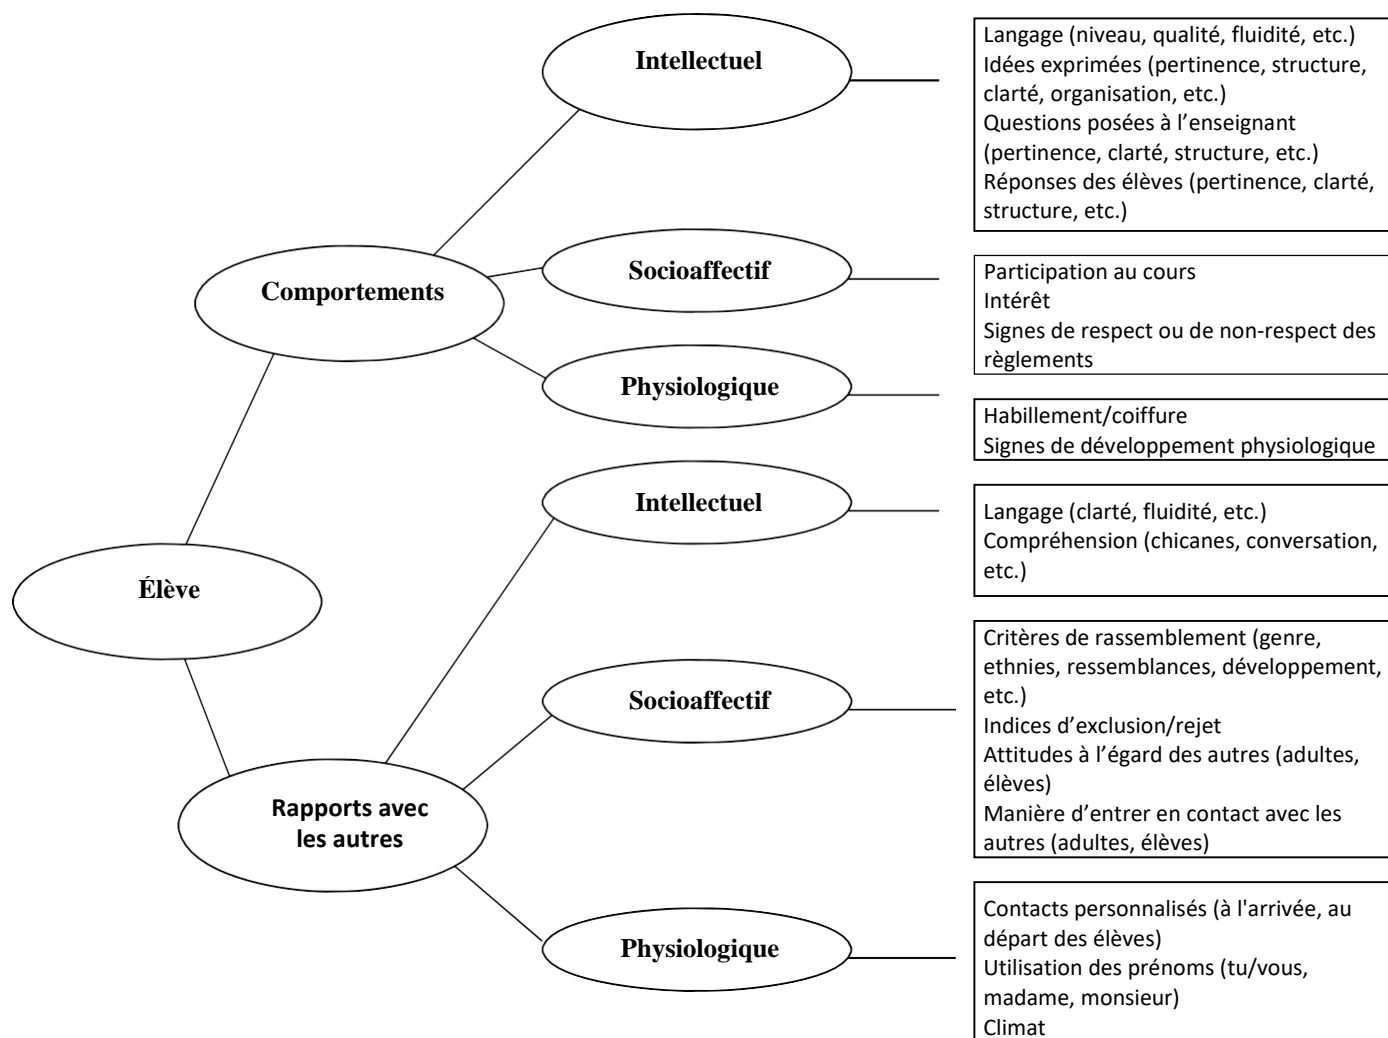 Intellectuel
Langage (niveau, qualité, fluidité, etc.)
Idées exprimées (pertinence, structure,
clarté, organisation, etc.)
Questions posées à l’enseignant
(pertinence, clarté, structure, etc.)
Réponses des élèves (pertinence, clarté,
structure, etc.)
Comportements
Socioaffectif
Participation au cours
Intérêt
Signes de respect ou de non-respect des
règlements
Physiologique
Habillement/coiffure
Signes de développement physiologique
Élève
Intellectuel
Langage (clarté, fluidité, etc.)
Compréhension (chicanes, conversation,
etc.)
Rapports avec
les autres
Socioaffectif
Critères de rassemblement (genre,
ethnies, ressemblances, développement,
etc.)
Indices d’exclusion/rejet
Attitudes à l’égard des autres (adultes,
élèves)
Manière d’entrer en contact avec les
autres (adultes, élèves)
Physiologique
Contacts personnalisés (à l'arrivée, au
départ des élèves)
Utilisation des prénoms (tu/vous,
madame, monsieur)
Climat